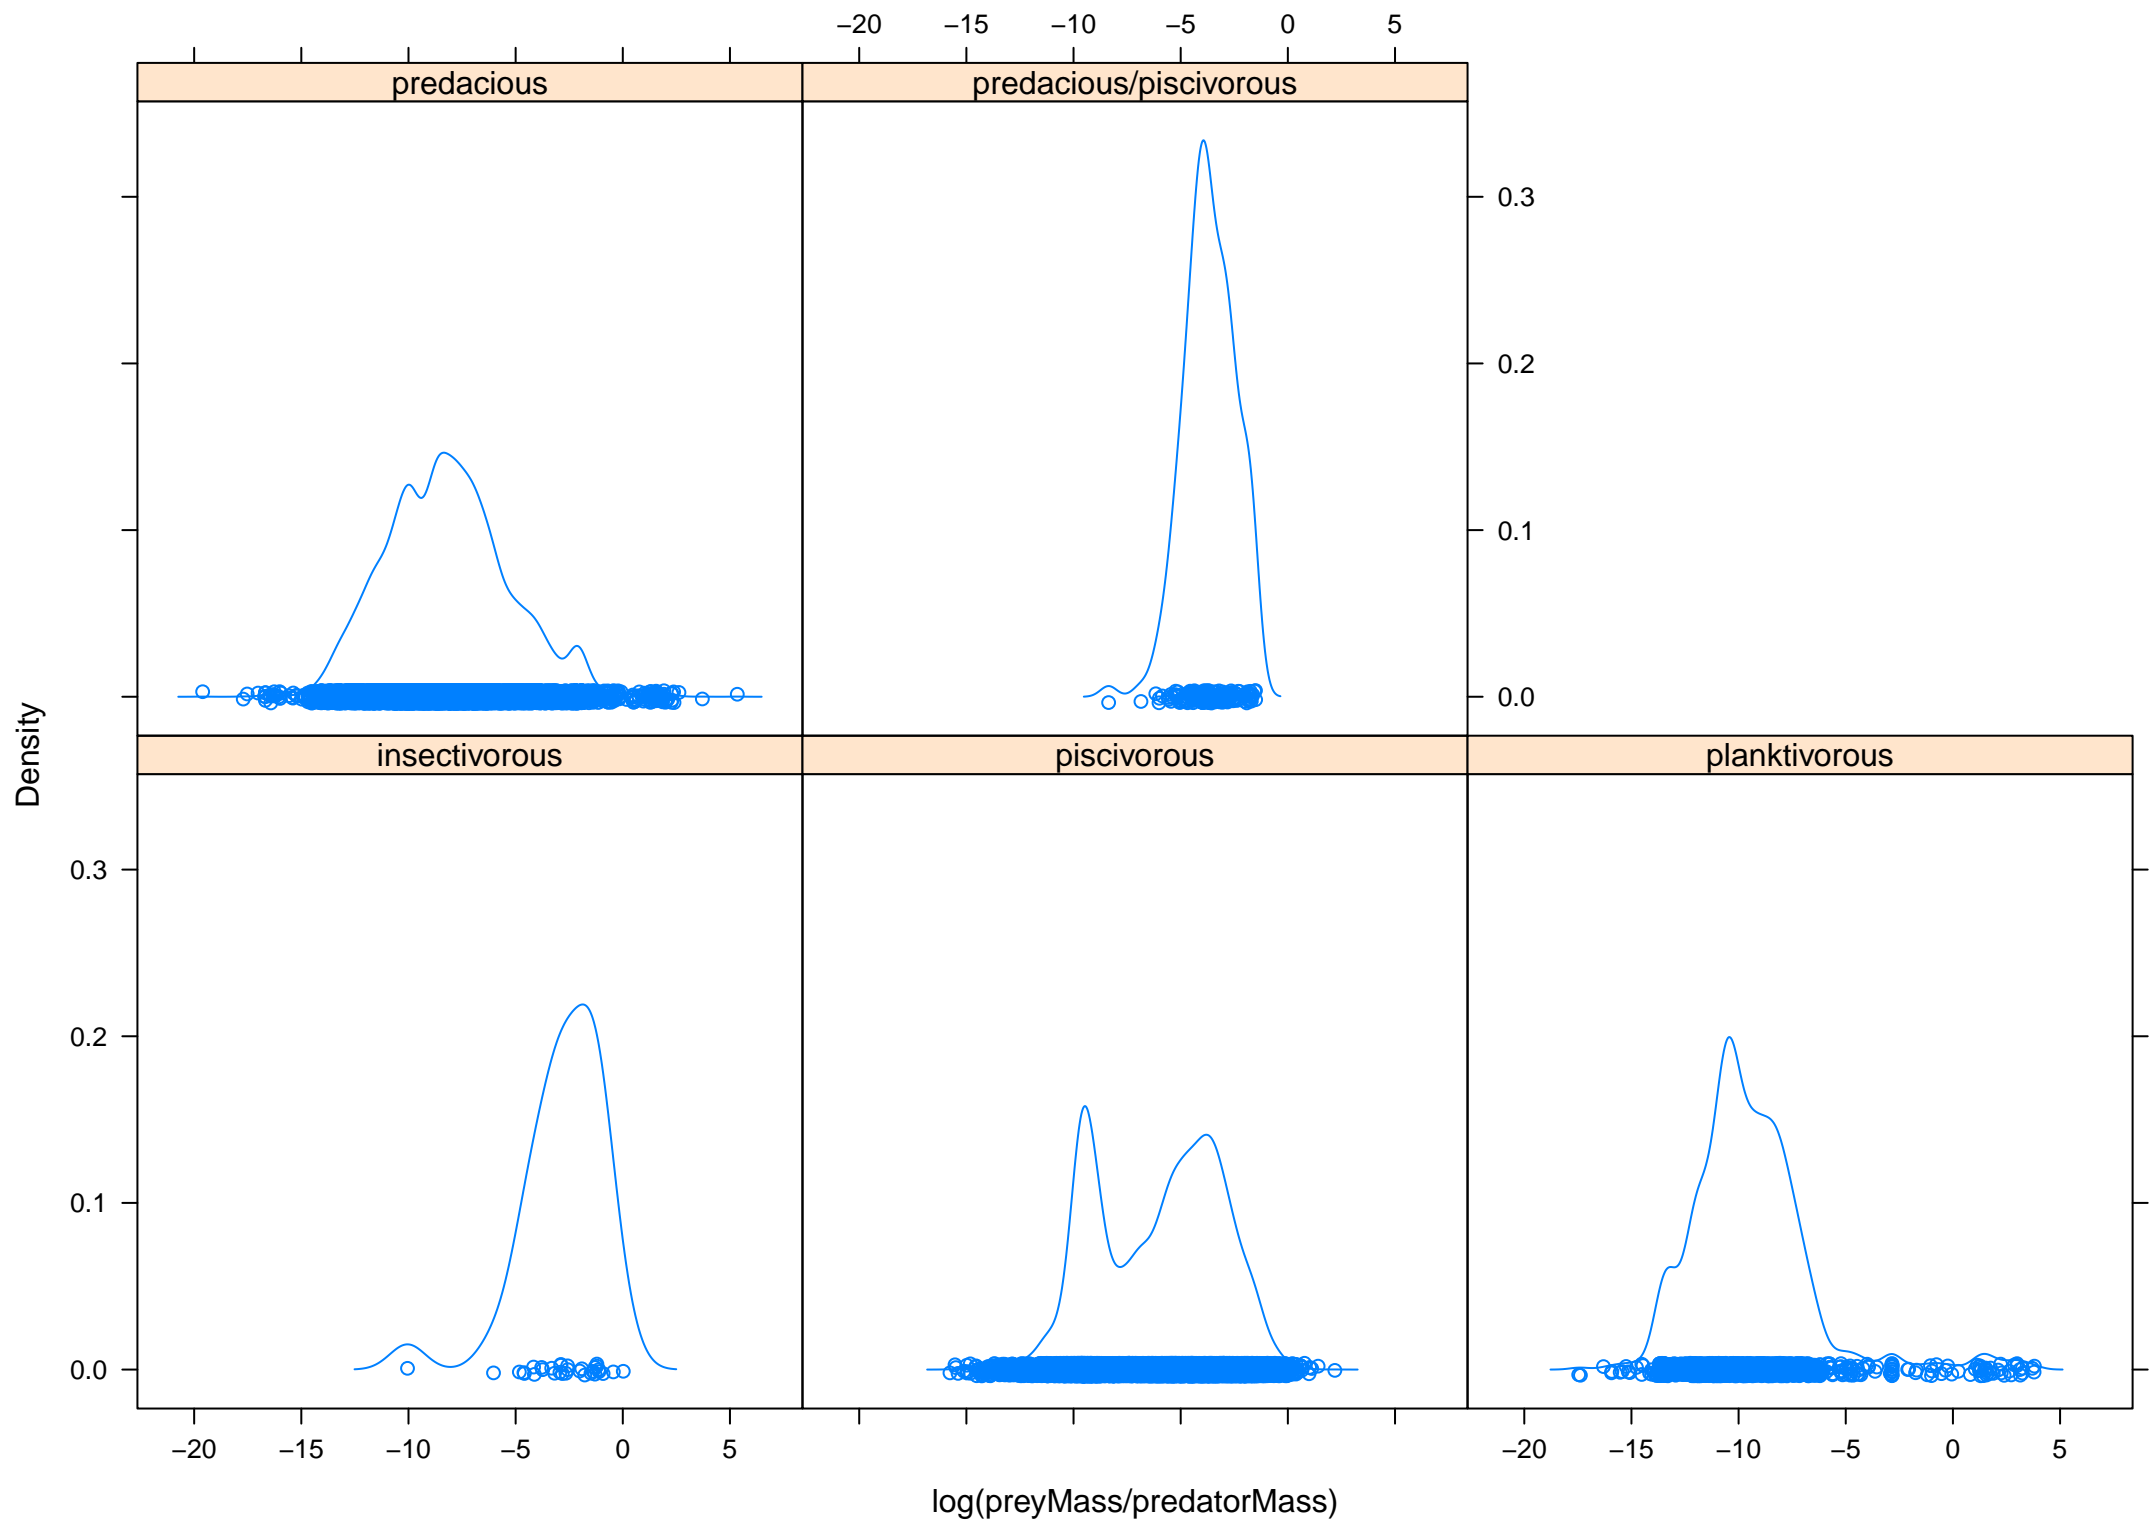 −20 −15 −10 −5 0 5
predacious predacious/piscivorous
0.3
0.2
0.1
0.0
Density
insectivorous piscivorous planktivorous
0.3
0.2
0.1
0.0
−20 −15 −10 −5 0 5 −20 −15 −10 −5 0 5
log(preyMass/predatorMass)